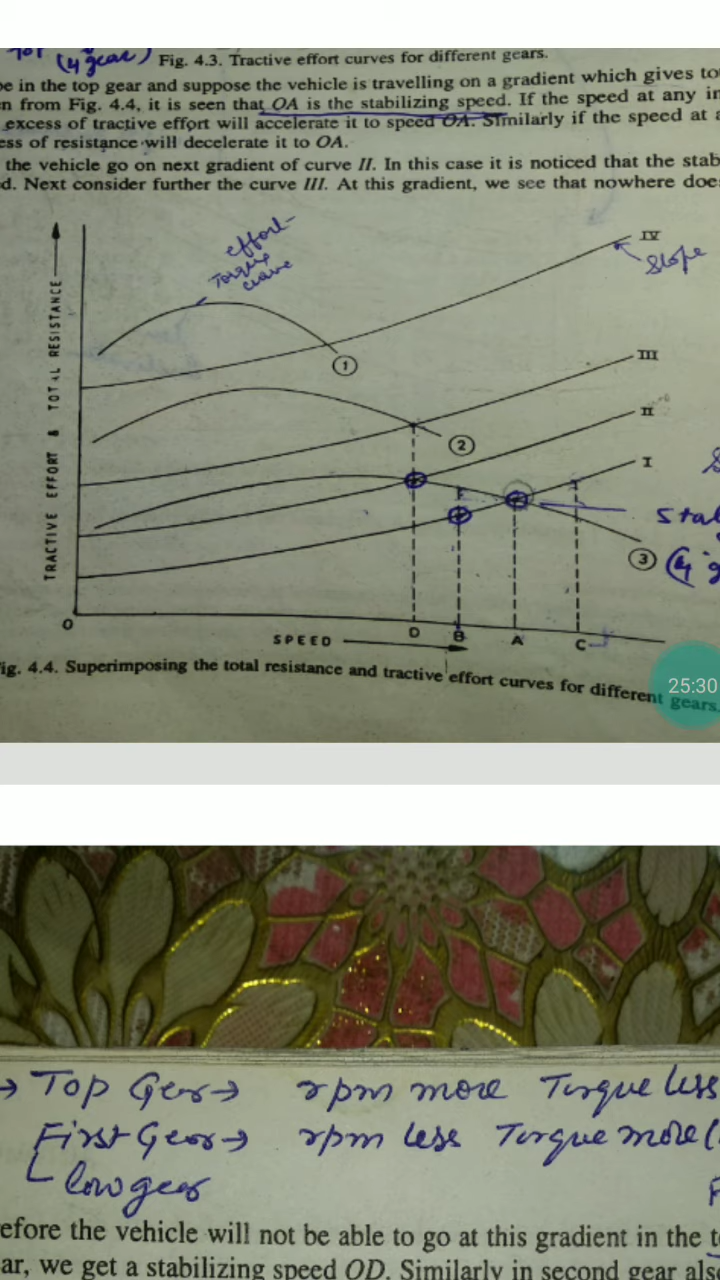 (4 gear) Fig. 4.3. Tractive effort curves for different gears.
be in the top gear and suppose the vehicle is travelling on a gradient which gives
n from Fig. 4.4, it is seen that OA is the stabilizing speed. If the speed at any
excess of tractive effort will accelerate it to speed OA. Similarly if the speed at
ess of resistance will decelerate it to OA.
the vehicle go on next gradient of curve II. In this case it is noticed that the stab
d. Next consider further the curve III. At this gradient, we see that nowhere doe
effort-
Torque
curve
IV
Slope
III
II
I
1
2
3
Stal
(4 g
TRACTIVE EFFORT & TOTAL RESISTANCE
O
D
B
A
C
SPEED
ig. 4.4. Superimposing the total resistance and tractive effort curves for different gears.
25:30
→ Top Gear → rpm more Torque less
First Gear → rpm less Torque more (
low gear
efore the vehicle will not be able to go at this gradient in the t
ar, we get a stabilizing speed OD. Similarly in second gear also